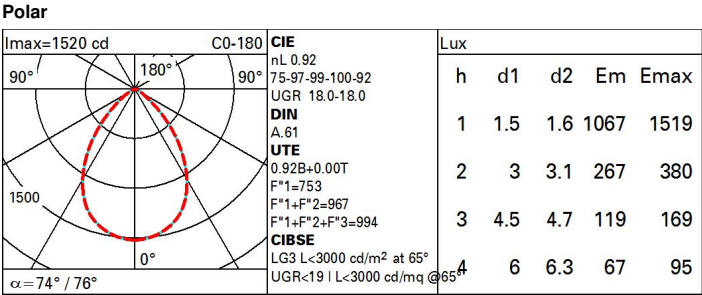 Polar
Imax=1520 cd C0-180
90° 180° 90°
1500
0°
α=74° / 76°
CIE
nL 0.92
75-97-99-100-92
UGR 18.0-18.0
DIN
A.61
UTE
0.92B+0.00T
F"1=753
F"1+F"2=967
F"1+F"2+F"3=994
CIBSE
LG3 L<3000 cd/m² at 65°
UGR<19 | L<3000 cd/mq @65°
Lux
h d1 d2 Em Emax
1 1.5 1.6 1067 1519
2 3 3.1 267 380
3 4.5 4.7 119 169
4 6 6.3 67 95